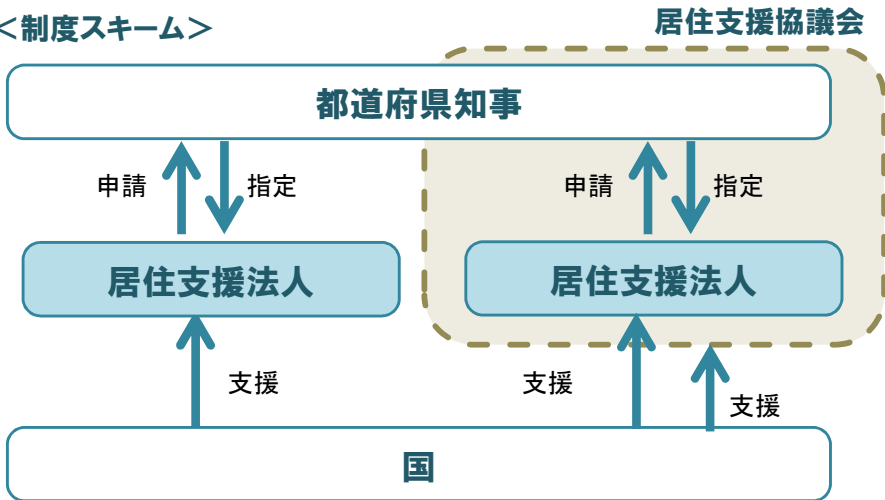 ＜制度スキーム＞
居住支援協議会
都道府県知事
申請
指定
申請
指定
居住支援法人
居住支援法人
支援
支援
支援
国